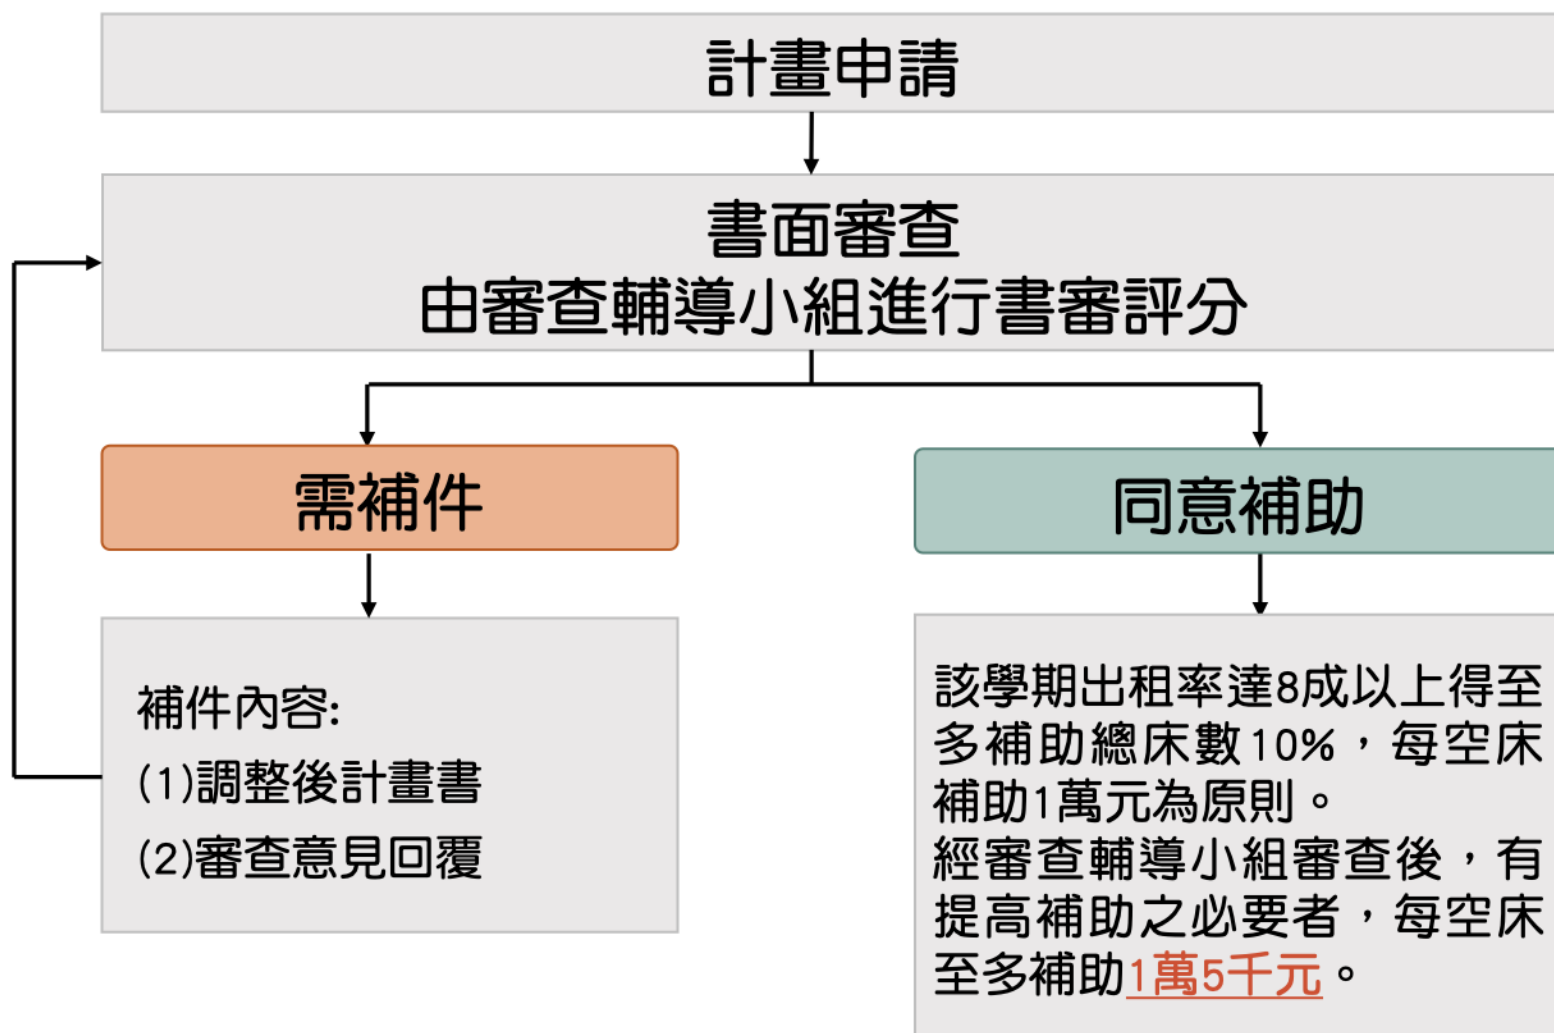 計畫申請
書面審查
由審查輔導小組進行書審評分
需補件
同意補助
補件內容:
(1)調整後計畫書
(2)審查意見回覆
該學期出租率達8成以上得至
多補助總床數10%，每空床
補助1萬元為原則。
經審查輔導小組審查後，有
提高補助之必要者，每空床
至多補助1萬5千元。